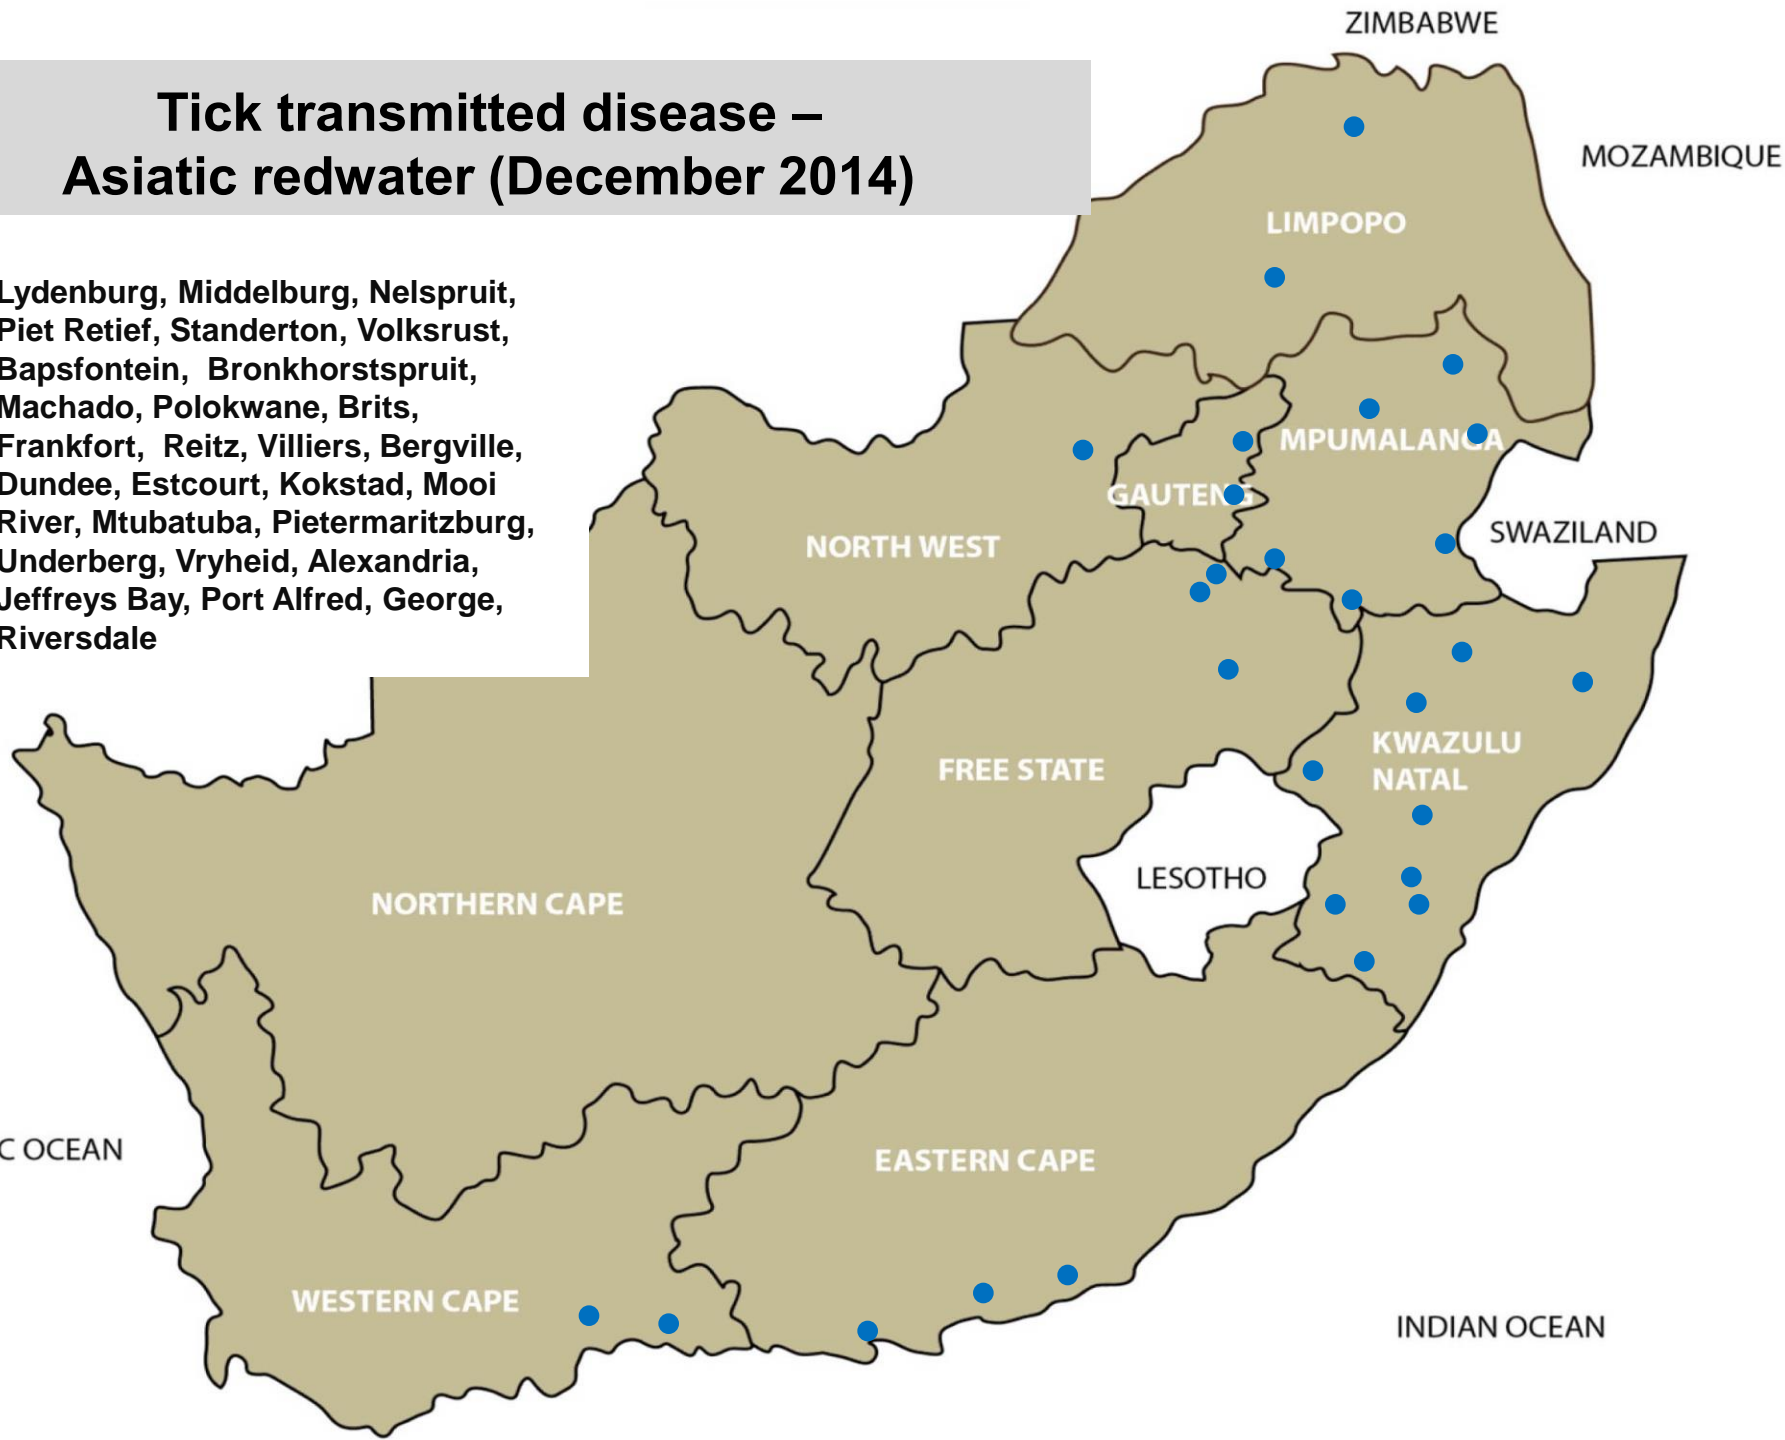 ZIMBABWE
Tick transmitted disease –
Asiatic redwater (December 2014)
MOZAMBIQUE
LIMPOPO
Lydenburg, Middelburg, Nelspruit,
Piet Retief, Standerton, Volksrust,
Bapsfontein, Bronkhorstspruit,
Machado, Polokwane, Brits,
Frankfort, Reitz, Villiers, Bergville,
Dundee, Estcourt, Kokstad, Mooi
River, Mtubatuba, Pietermaritzburg,
Underberg, Vryheid, Alexandria,
Jeffreys Bay, Port Alfred, George,
Riversdale
MPUMALANGA
GAUTENG
SWAZILAND
NORTH WEST
KWAZULU
NATAL
FREE STATE
LESOTHO
NORTHERN CAPE
C OCEAN
EASTERN CAPE
WESTERN CAPE
INDIAN OCEAN